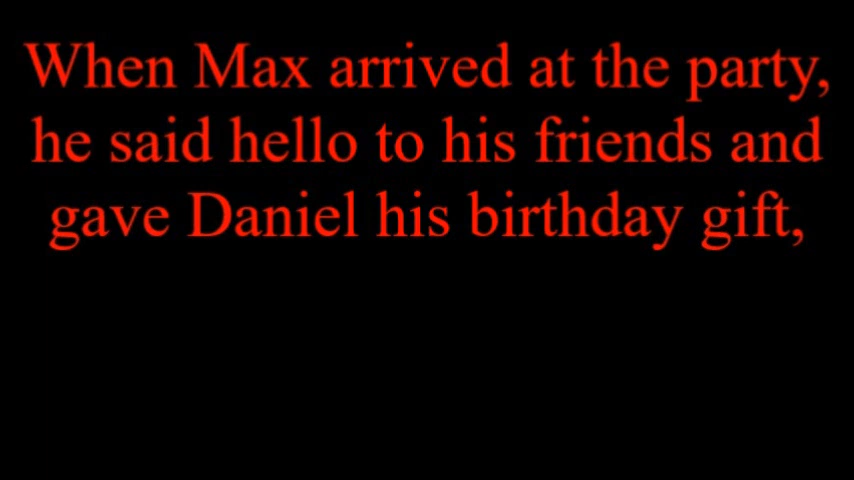 When Max arrived at the party,
he said hello to his friends and
gave Daniel his birthday gift,